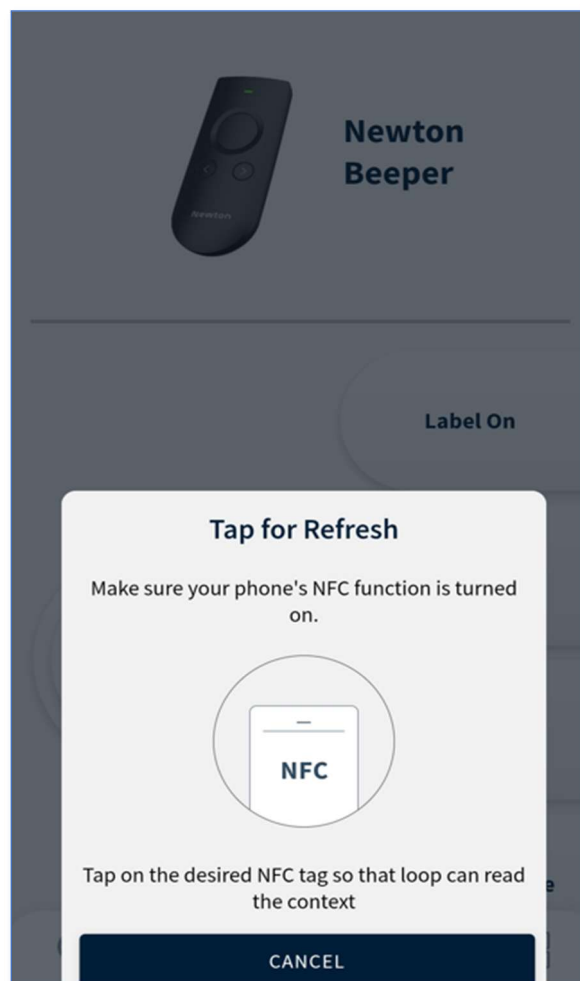 Newton
Beeper
Newton
Label On
Tap for Refresh
Make sure your phone's NFC function is turned
on.
NFC
Tap on the desired NFC tag so that loop can read
the context
CANCEL